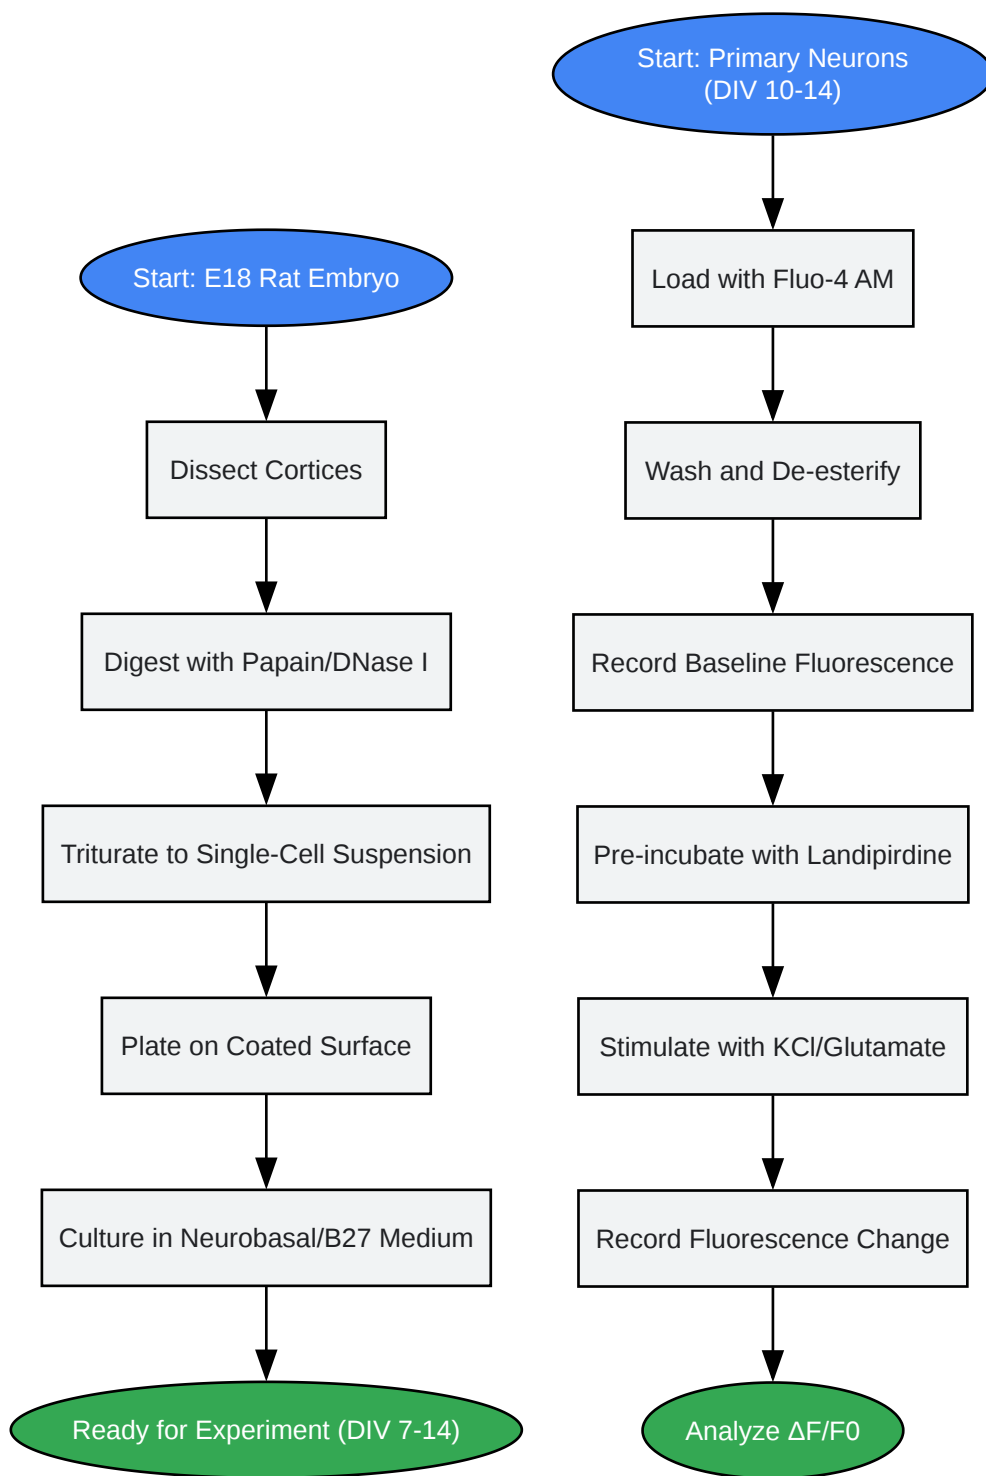 Start: E18 Rat Embryo
Dissect Cortices
Digest with Papain/DNase I
Triturate to Single-Cell Suspension
Plate on Coated Surface
Culture in Neurobasal/B27 Medium
Ready for Experiment (DIV 7-14)
Start: Primary Neurons
(DIV 10-14)
Load with Fluo-4 AM
Wash and De-esterify
Record Baseline Fluorescence
Pre-incubate with Landipirdine
Stimulate with KCl/Glutamate
Record Fluorescence Change
Analyze ΔF/F0